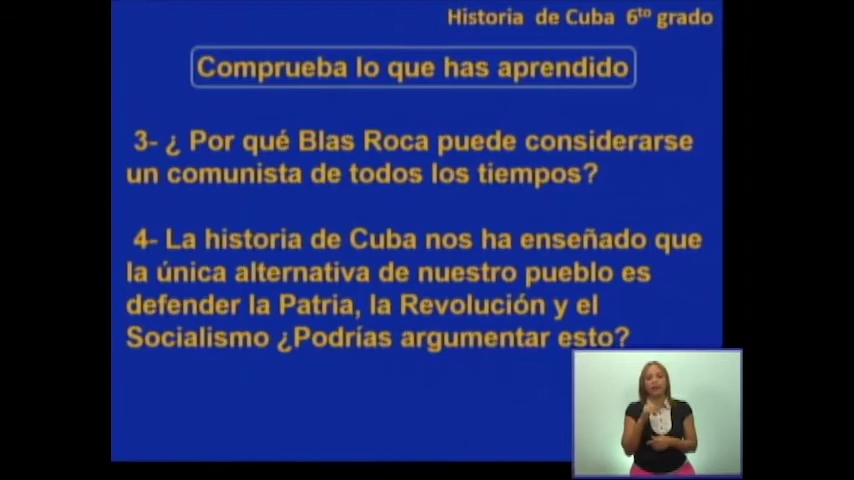 Historia de Cuba 6to grado
Comprueba lo que has aprendido
3- ¿ Por qué Blas Roca puede considerarse
un comunista de todos los tiempos?
4- La historia de Cuba nos ha enseñado que
la única alternativa de nuestro pueblo es
defender la Patria, la Revolución y el
Socialismo ¿Podrías argumentar esto?